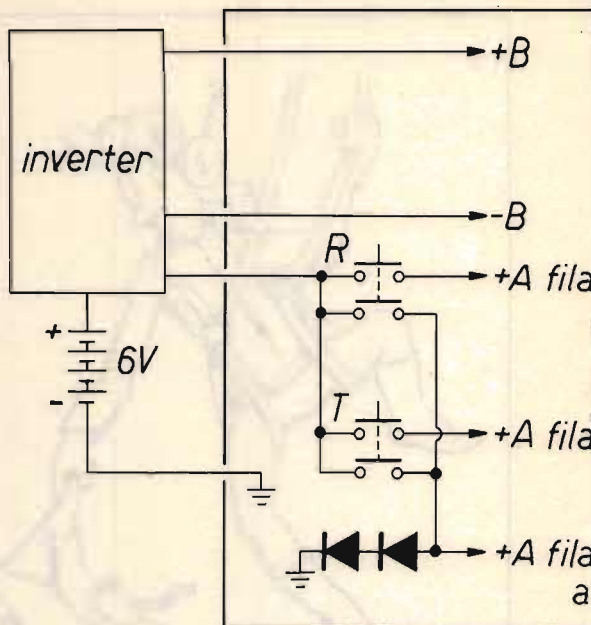 +B
inverter
-B
R
+A fila
+
6V
-
T
+A fila
+A fila
a